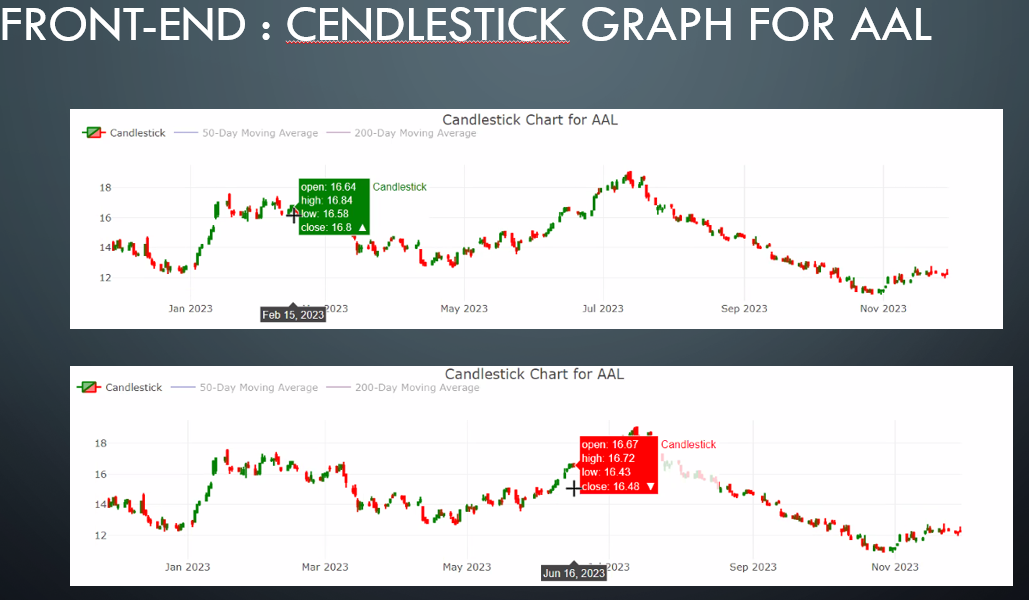 FRONT-END : CENDLESTICK GRAPH FOR AAL
Candlestick Chart for AAL
Candlestick 50-Day Moving Average 200-Day Moving Average
18
16
14
12
open: 16.64
high: 16.84
low: 16.58
close: 16.8 ▲
Candlestick
Jan 2023 2023 May 2023 Jul 2023 Sep 2023 Nov 2023
Feb 15, 2023
Candlestick Chart for AAL
Candlestick 50-Day Moving Average 200-Day Moving Average
18
16
14
12
open: 16.67
high: 16.72
low: 16.43
close: 16.48 ▼
Candlestick
Jan 2023 Mar 2023 May 2023 2023 Sep 2023 Nov 2023
Jun 16, 2023